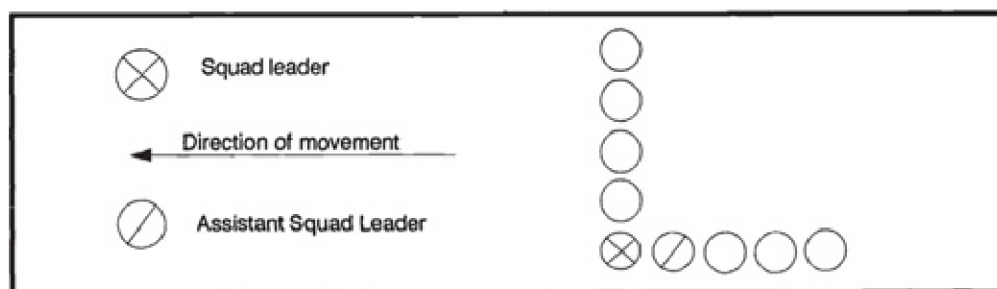 Squad leader
Direction of movement
Assistant Squad Leader